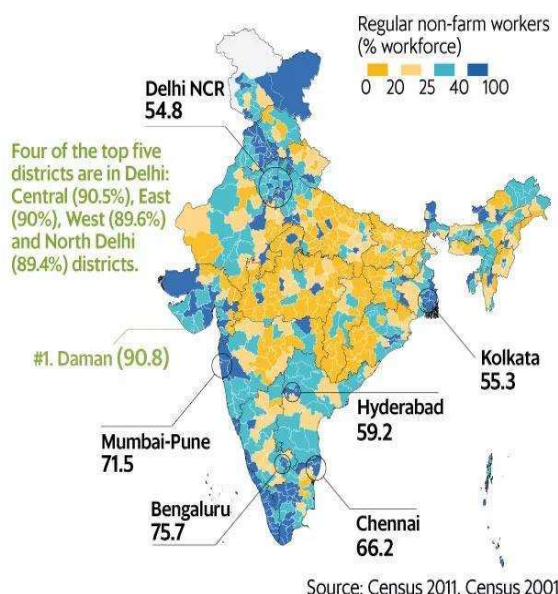 Regular non-farm workers
(% workforce)
0 20 25 40 100
Delhi NCR
54.8
Four of the top five
districts are in Delhi:
Central (90.5%), East
(90%), West (89.6%)
and North Delhi
(89.4%) districts.
#1. Daman (90.8)
Kolkata
55.3
Hyderabad
59.2
Mumbai-Pune
71.5
Bengaluru
75.7
Chennai
66.2
Source: Census 2011, Census 2001